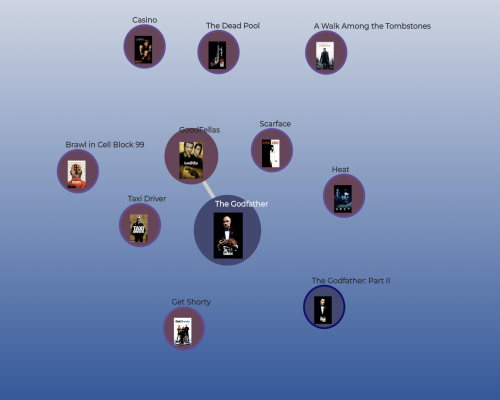 Casino
The Dead Pool
A Walk Among the Tombstones
GoodFellas
Scarface
Brawl in Cell Block 99
Heat
Taxi Driver
The Godfather
The Godfather: Part II
Get Shorty